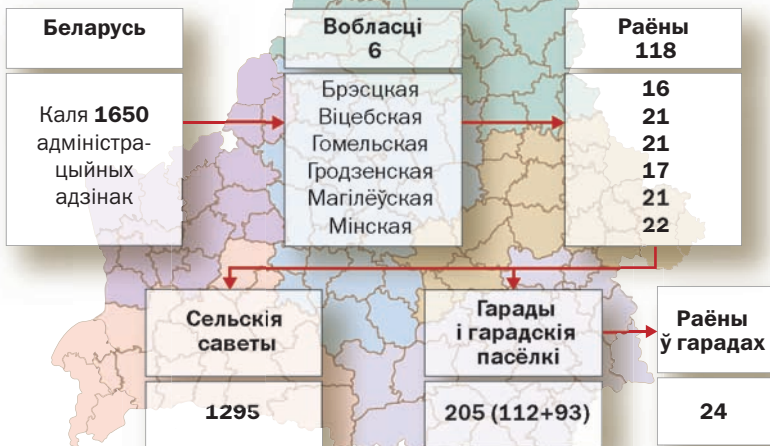 Беларусь
Каля 1650
адміністра-
цыйных
адзінак
Вобласці
6
Брэсцкая
Віцебская
Гомельская
Гродзенская
Магілёўская
Мінская
Раёны
118
16
21
21
17
21
22
Сельскія
саветы
1295
Гарады
і гарадскія
пасёлкі
205 (112+93)
Раёны
ў гарадах
24